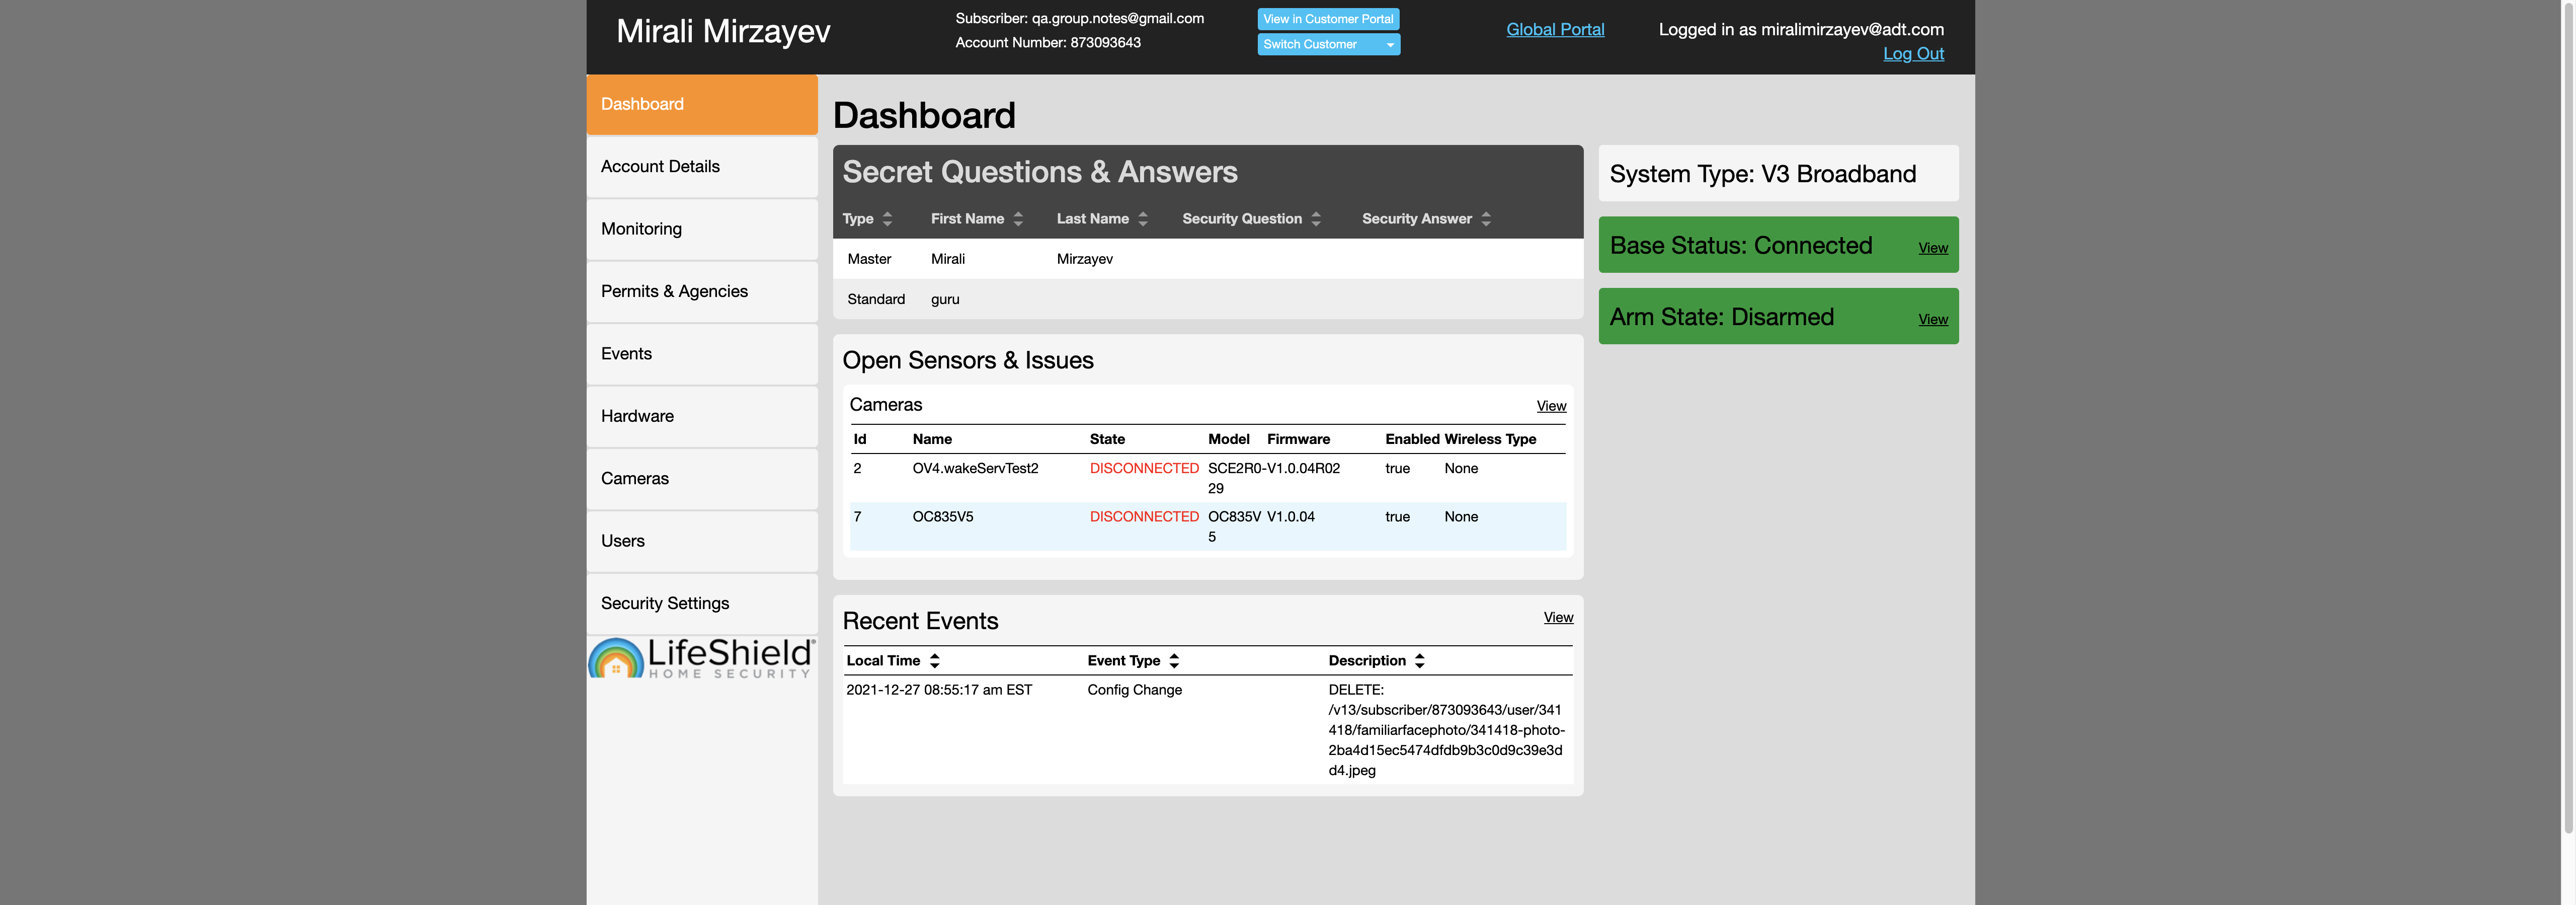 Mirali Mirzayev
Subscriber: qa.group.notes@gmail.com
Account Number: 873093643
View in Customer Portal
Switch Customer
Global Portal
Logged in as miralimirzayev@adt.com
Log Out
Dashboard
Account Details
Monitoring
Permits & Agencies
Events
Hardware
Cameras
Users
Security Settings
LifeShield®
HOME SECURITY
Dashboard
Secret Questions & Answers
Type First Name Last Name Security Question Security Answer
Master Mirali Mirzayev
Standard guru
Open Sensors & Issues
Cameras View
Id Name State Model Firmware Enabled Wireless Type
2 OV4.wakeServTest2 DISCONNECTED SCE2R0- V1.0.04R02 true None
29
7 OC835V5 DISCONNECTED OC835V V1.0.04 true None
5
Recent Events View
Local Time Event Type Description
2021-12-27 08:55:17 am EST Config Change DELETE:
/v13/subscriber/873093643/user/341
418/familiarfacephoto/341418-photo-
2ba4d15ec5474dfdb9b3c0d9c39e3d
d4.jpeg
System Type: V3 Broadband
Base Status: Connected View
Arm State: Disarmed View